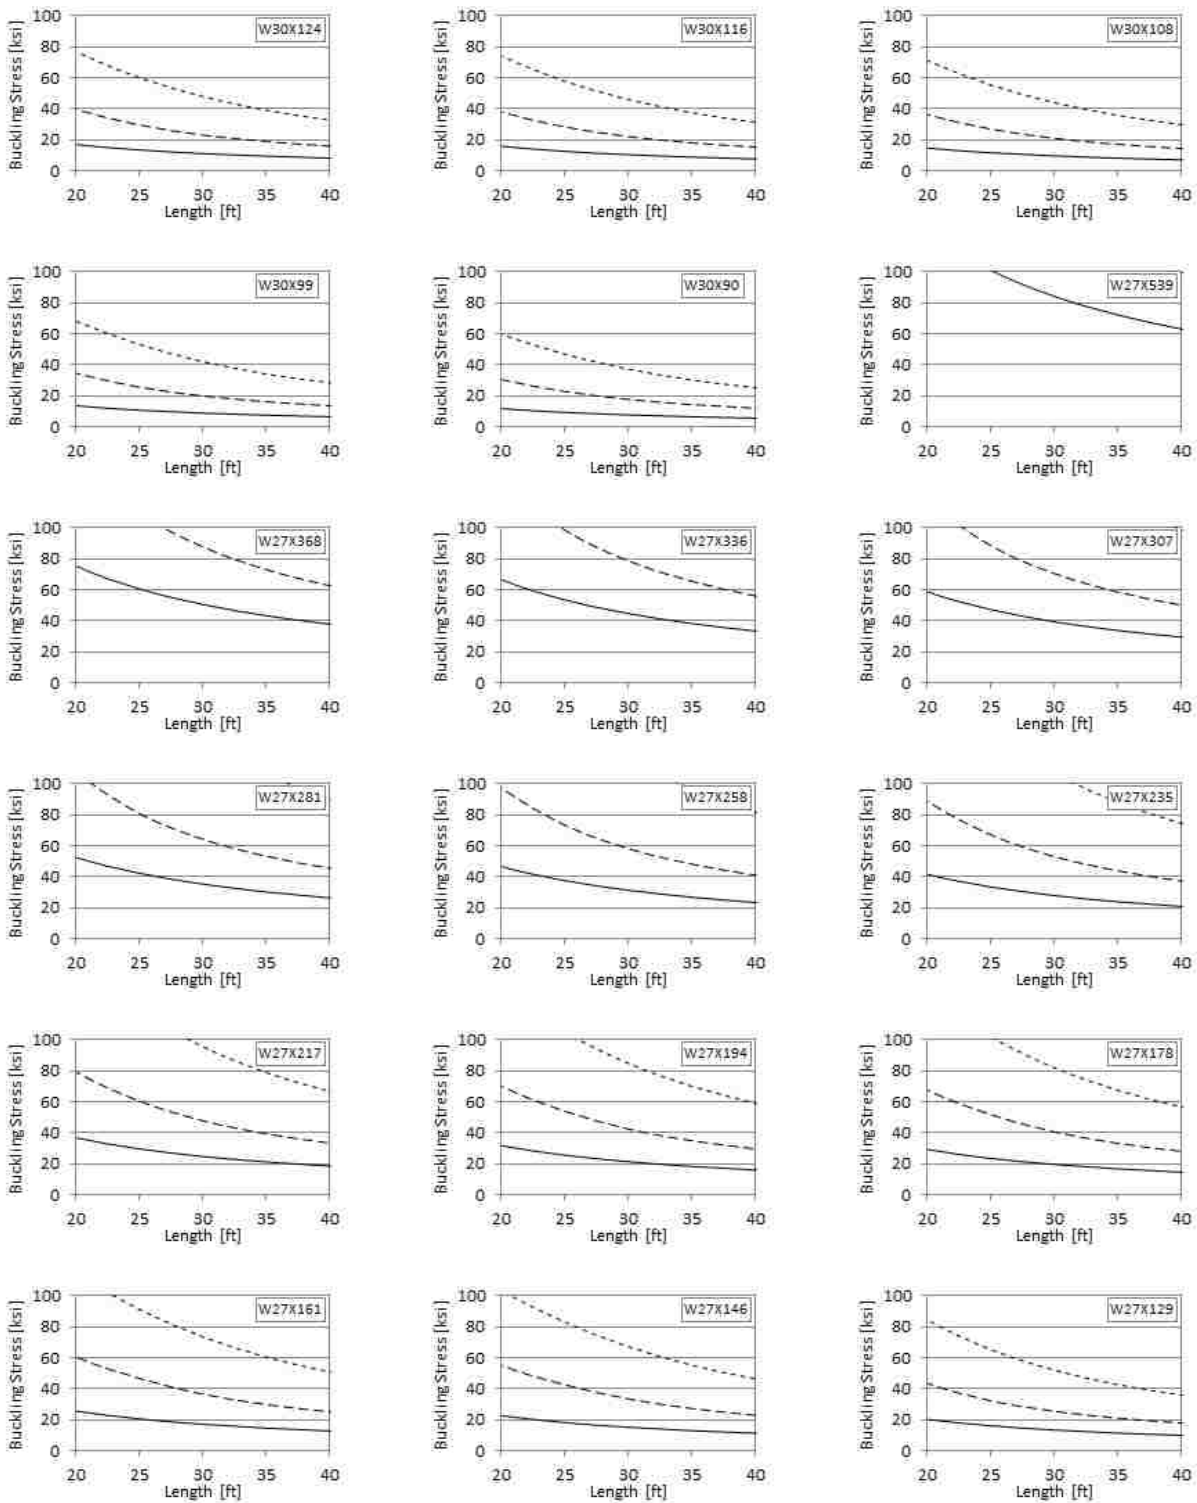 Buckling Stress [ksi]
100
80
60
40
20
0
W30X124
20 25 30 35 40
Length [ft]
Buckling Stress [ksi]
100
80
60
40
20
0
W30X116
20 25 30 35 40
Length [ft]
Buckling Stress [ksi]
100
80
60
40
20
0
W30X108
20 25 30 35 40
Length [ft]
Buckling Stress [ksi]
100
80
60
40
20
0
W30X99
20 25 30 35 40
Length [ft]
Buckling Stress [ksi]
100
80
60
40
20
0
W30X90
20 25 30 35 40
Length [ft]
Buckling Stress [ksi]
100
80
60
40
20
0
W27X539
20 25 30 35 40
Length [ft]
Buckling Stress [ksi]
100
80
60
40
20
0
W27X368
20 25 30 35 40
Length [ft]
Buckling Stress [ksi]
100
80
60
40
20
0
W27X336
20 25 30 35 40
Length [ft]
Buckling Stress [ksi]
100
80
60
40
20
0
W27X307
20 25 30 35 40
Length [ft]
Buckling Stress [ksi]
100
80
60
40
20
0
W27X281
20 25 30 35 40
Length [ft]
Buckling Stress [ksi]
100
80
60
40
20
0
W27X258
20 25 30 35 40
Length [ft]
Buckling Stress [ksi]
100
80
60
40
20
0
W27X235
20 25 30 35 40
Length [ft]
Buckling Stress [ksi]
100
80
60
40
20
0
W27X217
20 25 30 35 40
Length [ft]
Buckling Stress [ksi]
100
80
60
40
20
0
W27X194
20 25 30 35 40
Length [ft]
Buckling Stress [ksi]
100
80
60
40
20
0
W27X178
20 25 30 35 40
Length [ft]
Buckling Stress [ksi]
100
80
60
40
20
0
W27X161
20 25 30 35 40
Length [ft]
Buckling Stress [ksi]
100
80
60
40
20
0
W27X146
20 25 30 35 40
Length [ft]
Buckling Stress [ksi]
100
80
60
40
20
0
W27X129
20 25 30 35 40
Length [ft]